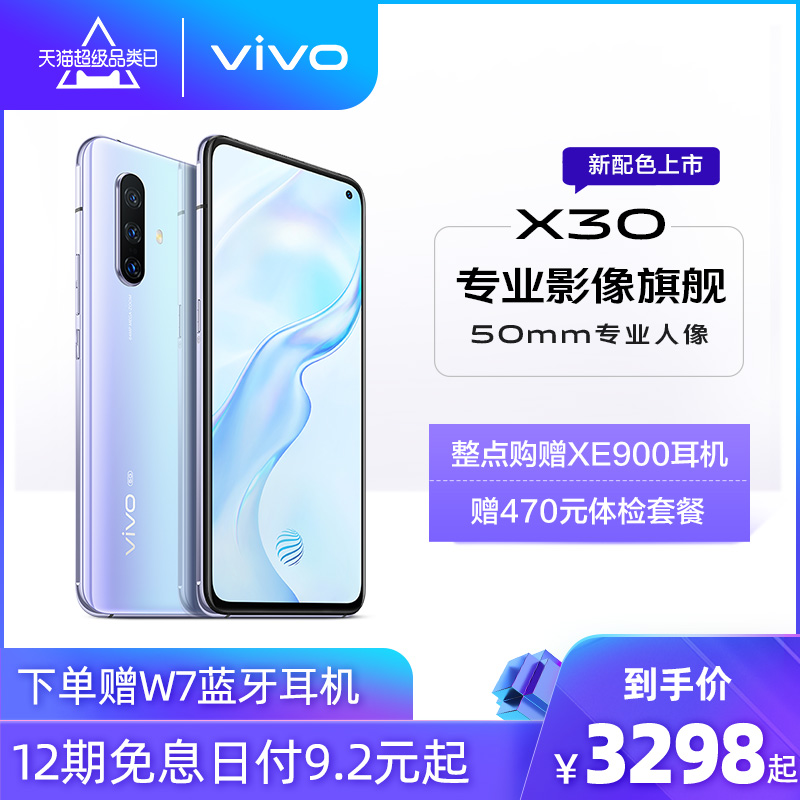 天猫超级品类日
vivo
新配色上市
X30
专业影像旗舰
50mm专业人像
整点购赠XE900耳机
赠470元体检套餐
vivo 5G
下单赠W7蓝牙耳机
12期免息日付9.2元起
到手价
¥3298起